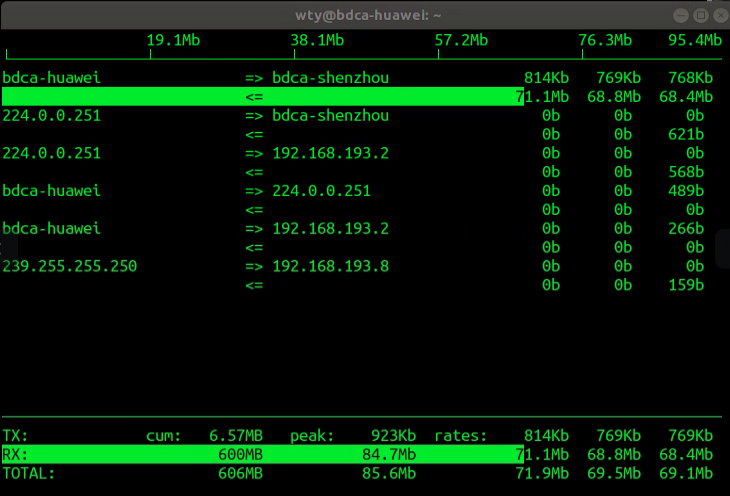 wty@bdca-huawei: ~
19.1Mb 38.1Mb 57.2Mb 76.3Mb 95.4Mb
bdca-huawei => bdca-shenzhou 814Kb 769Kb 768Kb
<= 71.1Mb 68.8Mb 68.4Mb
224.0.0.251 => bdca-shenzhou 0b 0b 0b
<= 0b 0b 621b
224.0.0.251 => 192.168.193.2 0b 0b 0b
<= 0b 0b 568b
bdca-huawei => 224.0.0.251 0b 0b 489b
<= 0b 0b 0b
bdca-huawei => 192.168.193.2 0b 0b 266b
<= 0b 0b 0b
239.255.255.250 => 192.168.193.8 0b 0b 0b
<= 0b 0b 159b
TX: cum: 6.57MB peak: 923Kb rates: 814Kb 769Kb 769Kb
RX: 600MB 84.7Mb 71.1Mb 68.8Mb 68.4Mb
TOTAL: 606MB 85.6Mb 71.9Mb 69.5Mb 69.1Mb